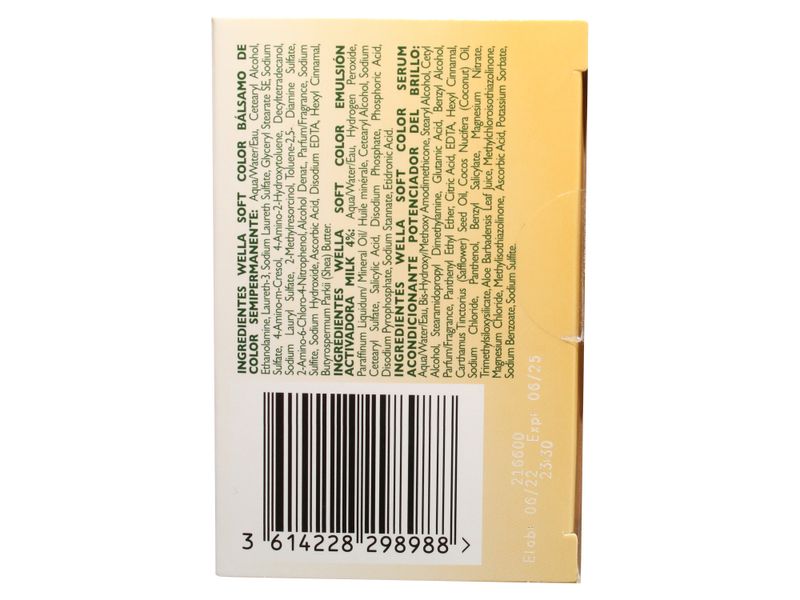 INGREDIENTES WELLA SOFT COLOR BÁLSAMO DE
COLOR SEMIPERMANENTE: Aqua/Water/Eau, Cetearyl Alcohol,
Ethanolamine, Laureth-3, Sodium Laureth Sulfate, Glyceryl Stearate SE, Sodium
Sulfate, 4-Amino-m-Cresol, 4-Amino-2-Hydroxytoluene, Decyltetradecanol,
Sodium Lauryl Sulfate, 2-Methylresorcinol, Toluene-2,5- Diamine Sulfate,
2-Amino-6-Chloro-4-Nitrophenol, Alcohol Denat., Parfum/Fragrance, Sodium
Sulfite, Sodium Hydroxide, Ascorbic Acid, Disodium EDTA, Hexyl Cinnamal,
Butyrospermum Parkii (Shea) Butter.
INGREDIENTES WELLA SOFT COLOR EMULSIÓN
ACTIVADORA MILK 4%: Aqua/Water/Eau, Hydrogen Peroxide,
Paraffinum Liquidum/ Mineral Oil/ Huile minérale, Cetearyl Alcohol, Sodium
Cetearyl Sulfate, Salicylic Acid, Disodium Phosphate, Phosphoric Acid,
Disodium Pyrophosphate, Sodium Stannate, Etidronic Acid.
INGREDIENTES WELLA SOFT COLOR SERUM
ACONDICIONANTE POTENCIADOR DEL BRILLO:
Aqua/Water/Eau, Bis-Hydroxy/Methoxy Amodimethicone, Stearyl Alcohol, Cetyl
Alcohol, Stearamidopropyl Dimethylamine, Glutamic Acid, Benzyl Alcohol,
Parfum/Fragrance, Panthenyl Ethyl Ether, Citric Acid, EDTA, Hexyl Cinnamal,
Carthamus Tinctorius (Safflower) Seed Oil, Cocos Nucifera (Coconut) Oil,
Sodium Chloride, Panthenol, Benzyl Salicylate, Magnesium Nitrate,
Trimethylsiloxysilicate, Aloe Barbadensis Leaf Juice, Methylchloroisothiazolinone,
Magnesium Chloride, Methylisothiazolinone, Ascorbic Acid, Potassium Sorbate,
Sodium Benzoate, Sodium Sulfite.
216600
Elab: 06/22 Exp: 06/25
23:30
3 614228 298988 >